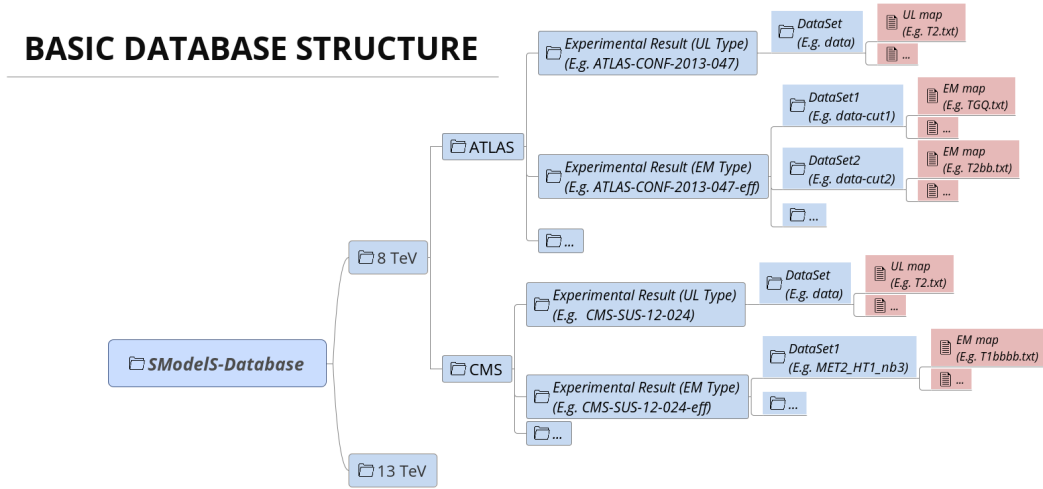 BASIC DATABASE STRUCTURE
SModelS-Database
8 TeV
ATLAS
Experimental Result (UL Type)
(E.g. ATLAS-CONF-2013-047)
DataSet
(E.g. data)
UL map
(E.g. T2.txt)
...
Experimental Result (EM Type)
(E.g. ATLAS-CONF-2013-047-eff)
DataSet1
(E.g. data-cut1)
EM map
(E.g. TGQ.txt)
...
DataSet2
(E.g. data-cut2)
EM map
(E.g. T2bb.txt)
...
...
...
CMS
Experimental Result (UL Type)
(E.g. CMS-SUS-12-024)
DataSet
(E.g. data)
UL map
(E.g. T2.txt)
...
Experimental Result (EM Type)
(E.g. CMS-SUS-12-024-eff)
DataSet1
(E.g. MET2_HT1_nb3)
EM map
(E.g. T1bbbb.txt)
...
...
...
13 TeV